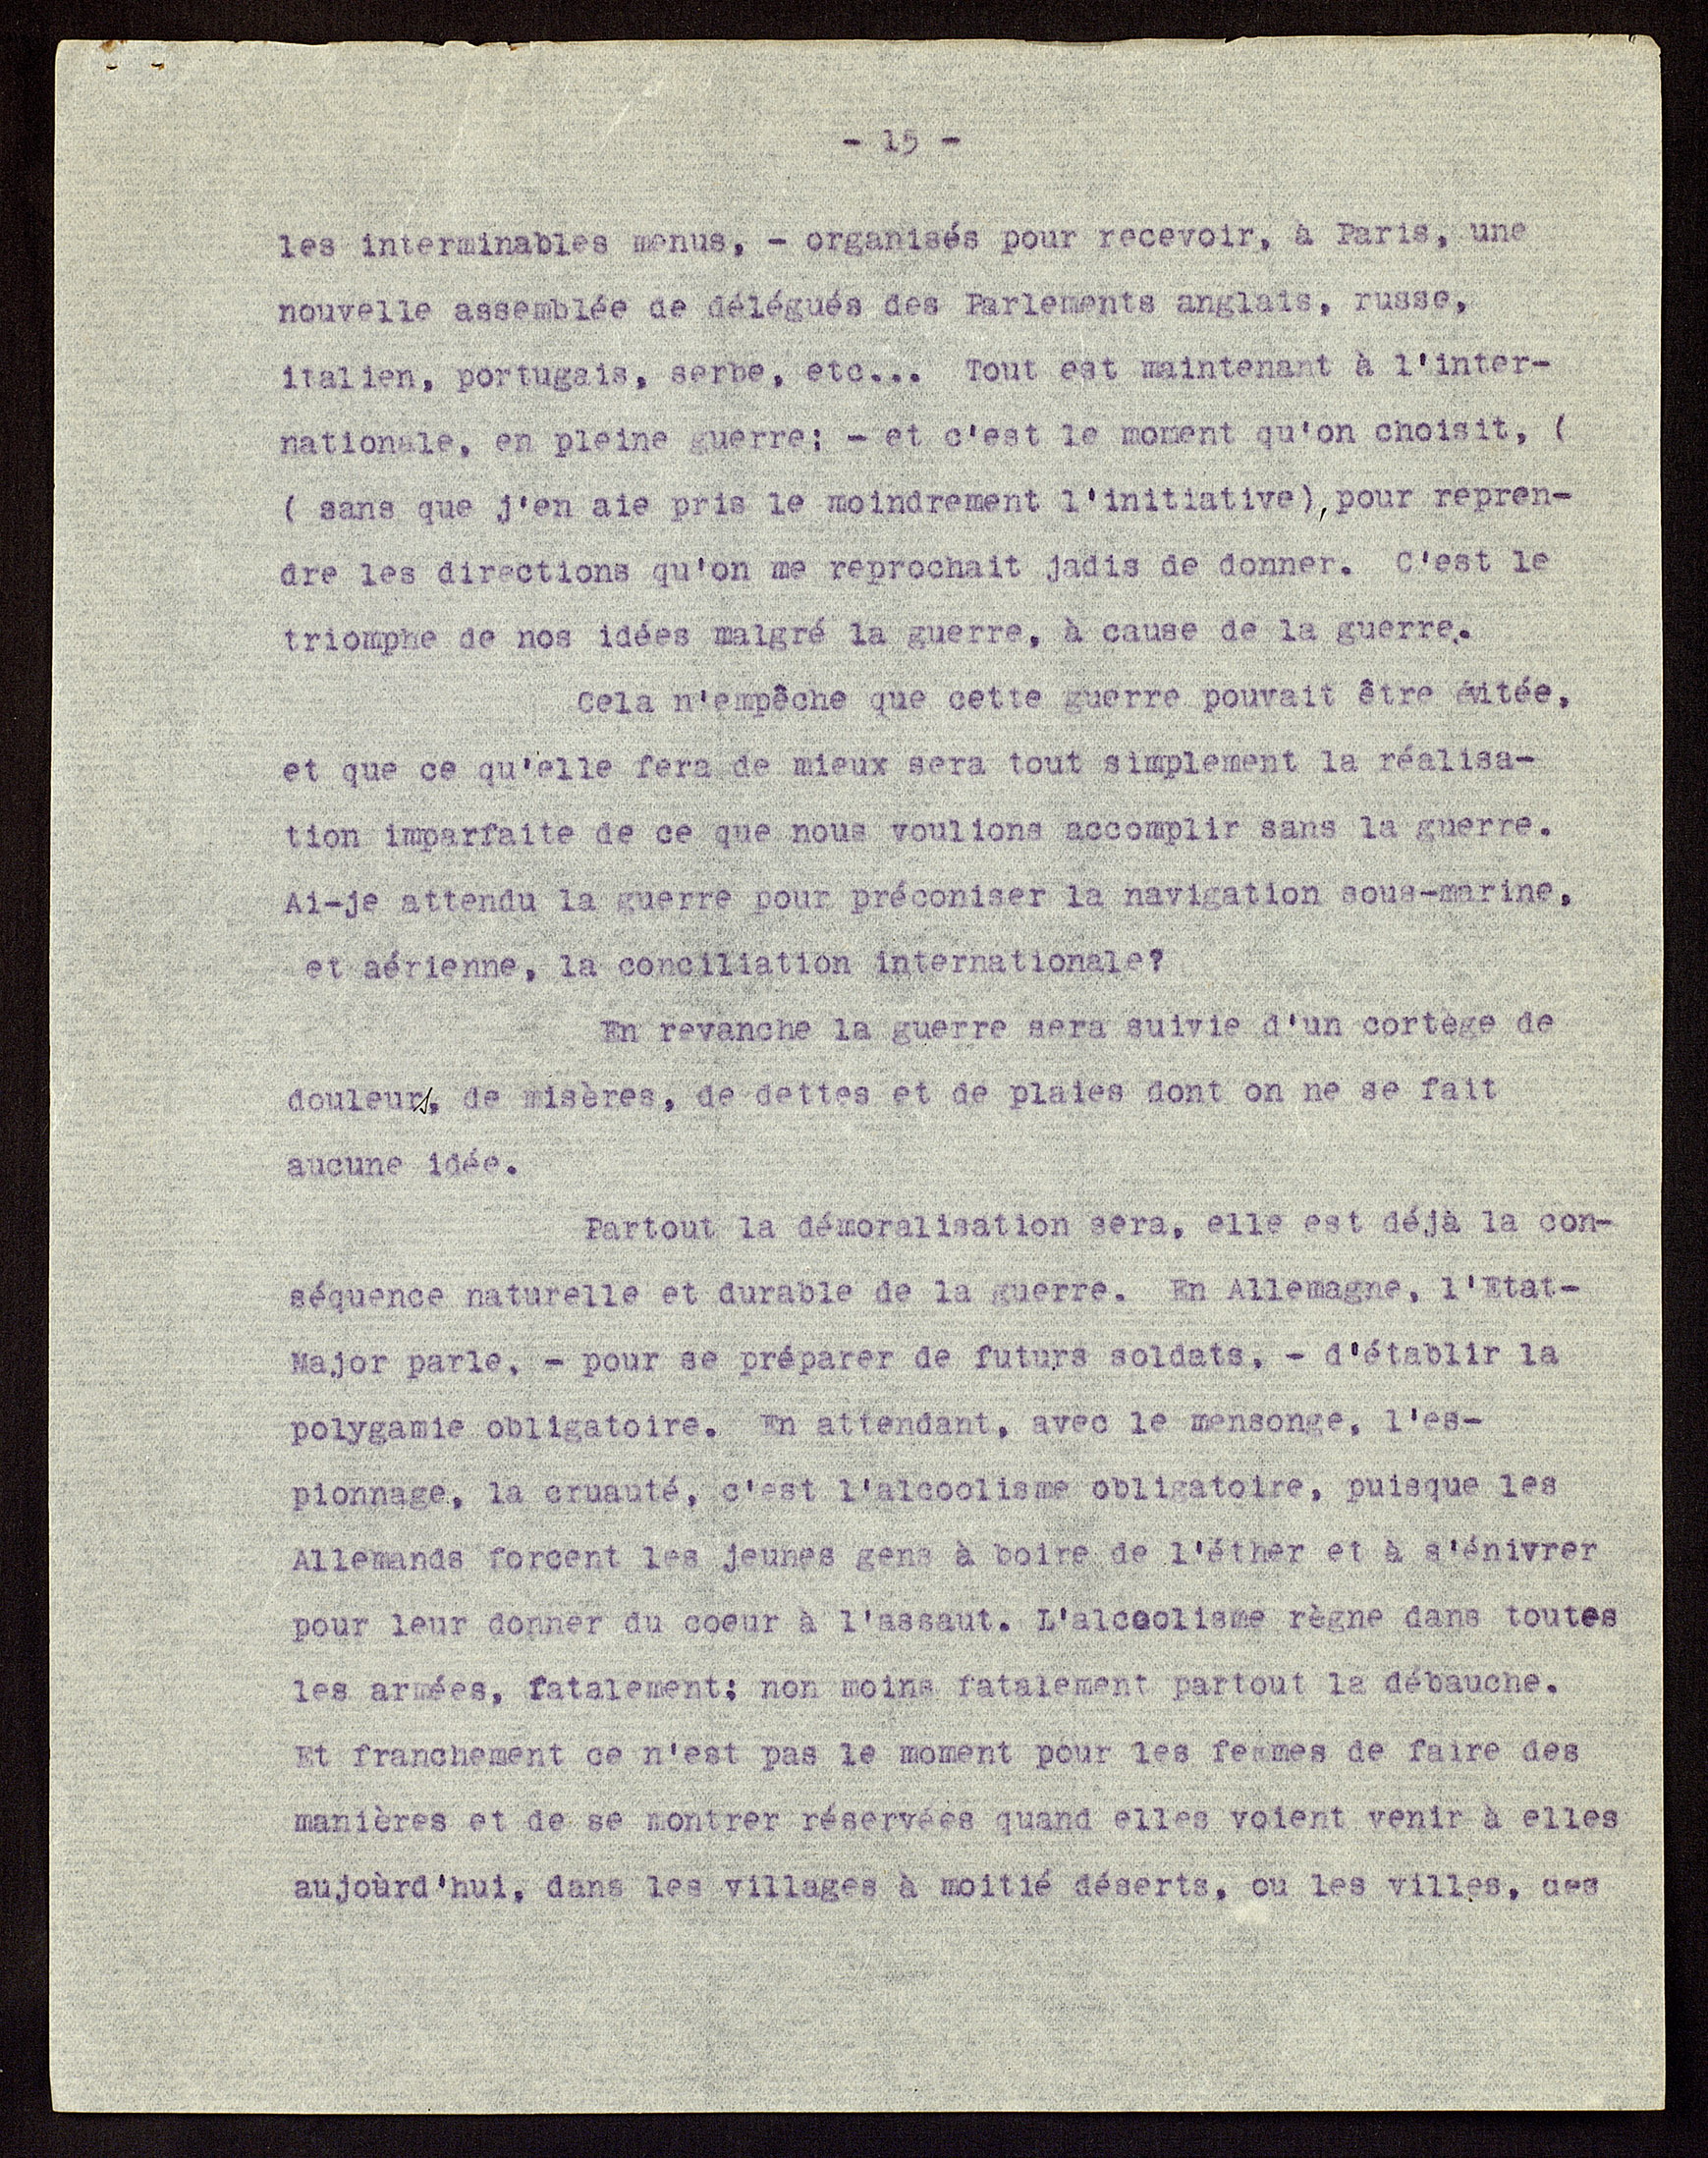 - 15 -
les interminables menus, - organisés pour recevoir, à Paris, une
nouvelle assemblée de délégués des Parlements anglais, russe,
italien, portugais, serbe, etc... Tout est maintenant à l'inter-
nationale, en pleine guerre; - et c'est le moment qu'on choisit, (
( sans que j'en aie pris le moindrement l'initiative), pour repren-
dre les directions qu'on me reprochait jadis de donner. C'est le
triomphe de nos idées malgré la guerre, à cause de la guerre.
Cela n'empêche que cette guerre pouvait être évitée,
et que ce qu'elle fera de mieux sera tout simplement la réalisa-
tion imparfaite de ce que nous voulions accomplir sans la guerre.
Ai-je attendu la guerre pour préconiser la navigation sous-marine,
et aérienne, la conciliation internationale?
En revanche la guerre sera suivie d'un cortège de
douleurs, de misères, de dettes et de plaies dont on ne se fait
aucune idée.
Partout la démoralisation sera, elle est déjà la con-
séquence naturelle et durable de la guerre. En Allemagne, l'Etat-
Major parle, - pour se préparer de futurs soldats, - d'établir la
polygamie obligatoire. En attendant, avec le mensonge, l'es-
pionnage, la cruauté, c'est l'alcoolisme obligatoire, puisque les
Allemands forcent les jeunes gens à boire de l'éther et à s'énivrer
pour leur donner du coeur à l'assaut. L'alcoolisme règne dans toutes
les armées, fatalement; non moins fatalement partout la débauche.
Et franchement ce n'est pas le moment pour les femmes de faire des
manières et de se montrer réservées quand elles voient venir à elles
aujoùrd'hui, dans les villages à moitié déserts, ou les villes, des